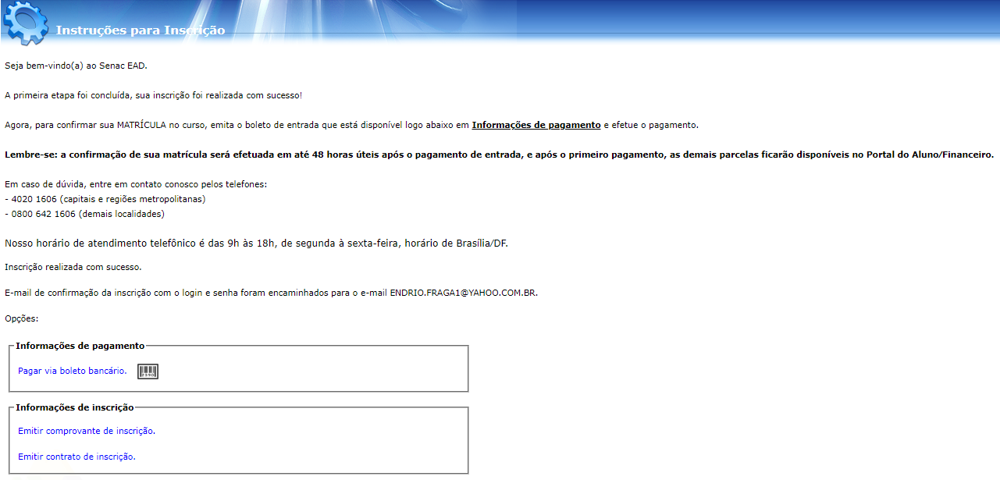 Instruções para Inscrição
Seja bem-vindo(a) ao Senac EAD.
A primeira etapa foi concluída, sua inscrição foi realizada com sucesso!
Agora, para confirmar sua MATRÍCULA no curso, emita o boleto de entrada que está disponível logo abaixo em Informações de pagamento e efetue o pagamento.
Lembre-se: a confirmação de sua matrícula será efetuada em até 48 horas úteis após o pagamento de entrada, e após o primeiro pagamento, as demais parcelas ficarão disponíveis no Portal do Aluno/Financeiro.
Em caso de dúvida, entre em contato conosco pelos telefones:
- 4020 1606 (capitais e regiões metropolitanas)
- 0800 642 1606 (demais localidades)
Nosso horário de atendimento telefônico é das 9h às 18h, de segunda à sexta-feira, horário de Brasília/DF.
Inscrição realizada com sucesso.
E-mail de confirmação da inscrição com o login e senha foram encaminhados para o e-mail ENDRIO.FRAGA1@YAHOO.COM.BR.
Opções:
Informações de pagamento
Pagar via boleto bancário.
Informações de inscrição
Emitir comprovante de inscrição.
Emitir contrato de inscrição.